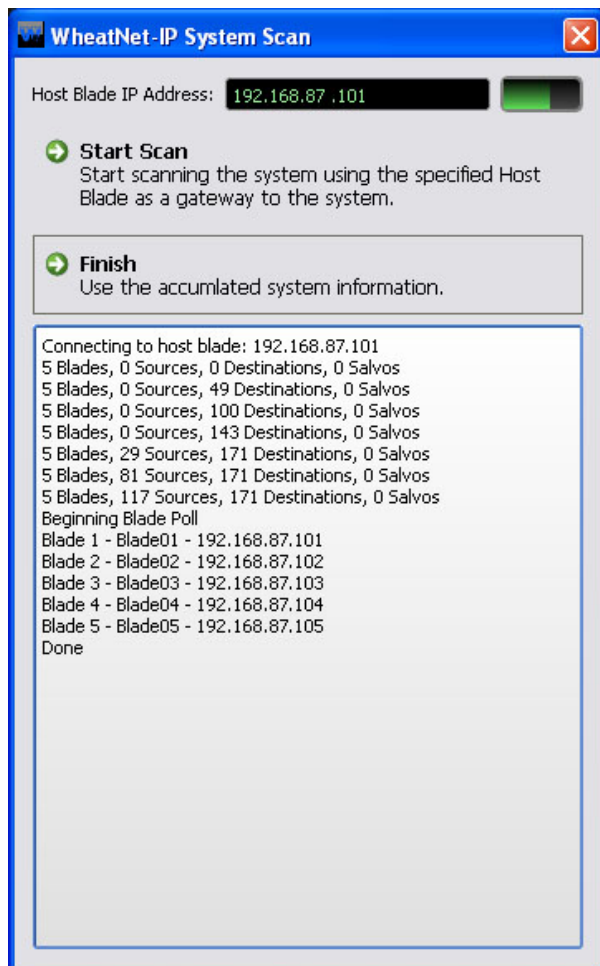 WheatNet-IP System Scan
Host Blade IP Address: 192.168.87 .101
Start Scan
Start scanning the system using the specified Host
Blade as a gateway to the system.
Finish
Use the accumlated system information.
Connecting to host blade: 192.168.87.101
5 Blades, 0 Sources, 0 Destinations, 0 Salvos
5 Blades, 0 Sources, 49 Destinations, 0 Salvos
5 Blades, 0 Sources, 100 Destinations, 0 Salvos
5 Blades, 0 Sources, 143 Destinations, 0 Salvos
5 Blades, 29 Sources, 171 Destinations, 0 Salvos
5 Blades, 81 Sources, 171 Destinations, 0 Salvos
5 Blades, 117 Sources, 171 Destinations, 0 Salvos
Beginning Blade Poll
Blade 1 - Blade01 - 192.168.87.101
Blade 2 - Blade02 - 192.168.87.102
Blade 3 - Blade03 - 192.168.87.103
Blade 4 - Blade04 - 192.168.87.104
Blade 5 - Blade05 - 192.168.87.105
Done